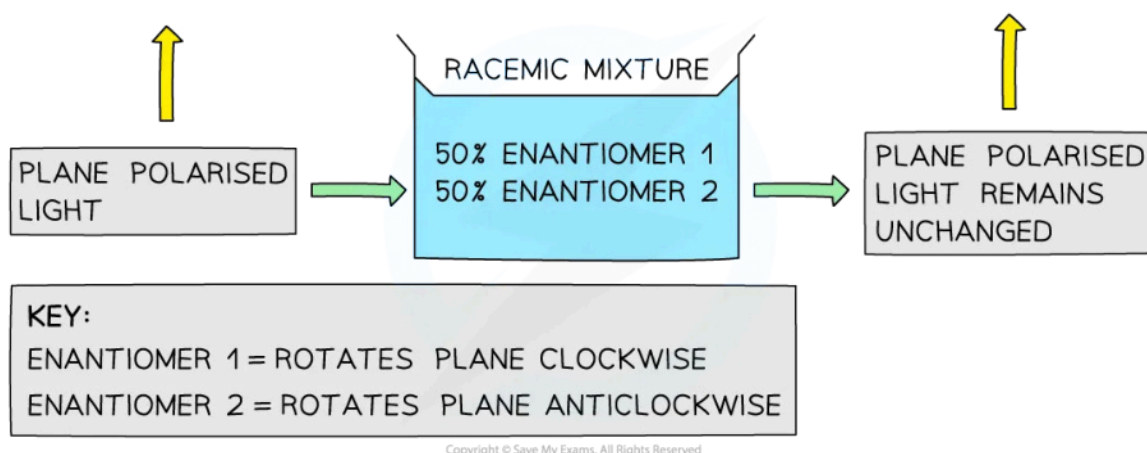 RACEMIC MIXTURE
PLANE POLARISED
LIGHT
50% ENANTIOMER 1
50% ENANTIOMER 2
PLANE POLARISED
LIGHT REMAINS
UNCHANGED
KEY:
ENANTIOMER 1 = ROTATES PLANE CLOCKWISE
ENANTIOMER 2 = ROTATES PLANE ANTICLOCKWISE
Copyright © Save My Exams. All Rights Reserved